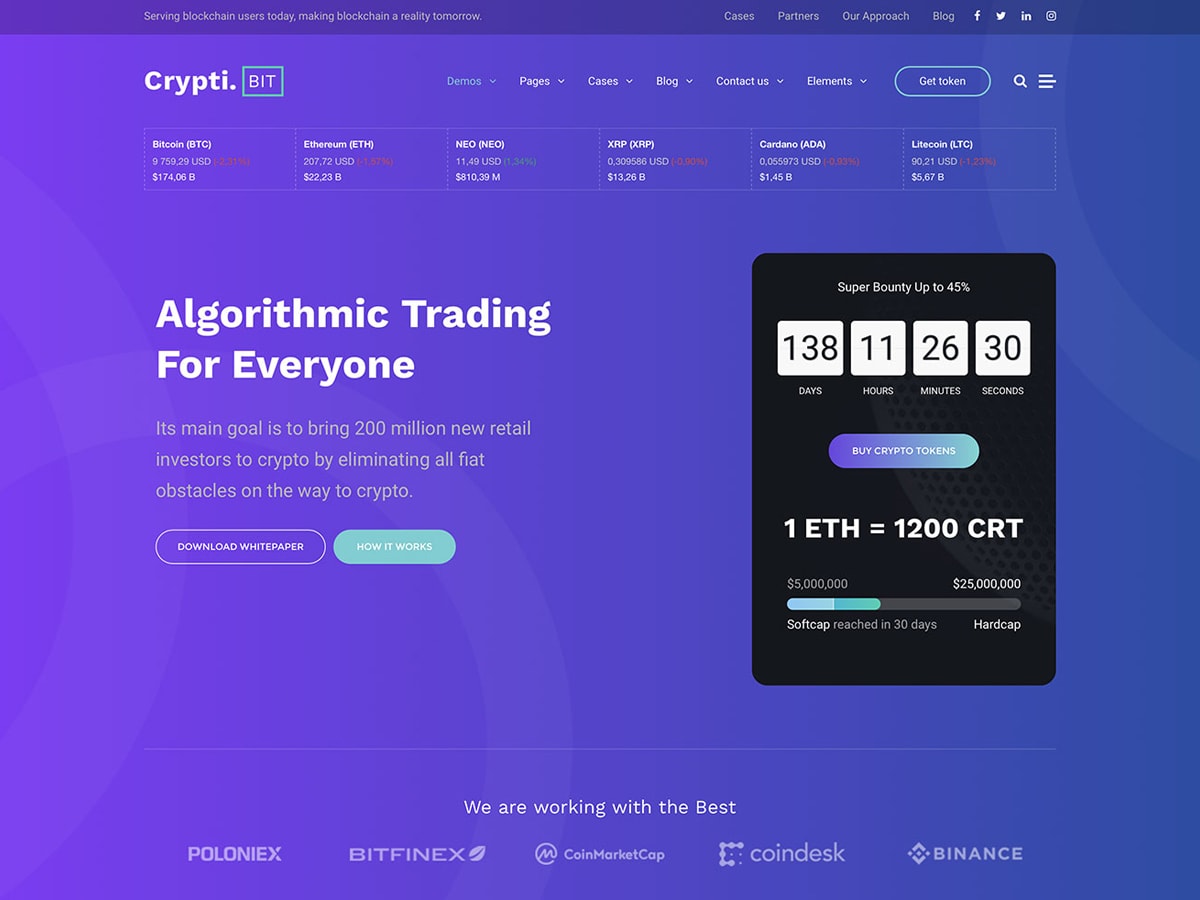 Serving blockchain users today, making blockchain a reality tomorrow.
Cases Partners Our Approach Blog
Crypti. BIT
Demos Pages Cases Blog Contact us Elements Get token
Bitcoin (BTC)
9 759,29 USD (-2,31%)
$174,06 B
Ethereum (ETH)
207,72 USD (-1,57%)
$22,23 B
NEO (NEO)
11,49 USD (1,34%)
$810,39 M
XRP (XRP)
0,309586 USD (-0,90%)
$13,26 B
Cardano (ADA)
0,055973 USD (-0,93%)
$1,45 B
Litecoin (LTC)
90,21 USD (-1,23%)
$5,67 B
Algorithmic Trading
For Everyone
Its main goal is to bring 200 million new retail
investors to crypto by eliminating all fiat
obstacles on the way to crypto.
DOWNLOAD WHITEPAPER HOW IT WORKS
Super Bounty Up to 45%
138 11 26 30
DAYS HOURS MINUTES SECONDS
BUY CRYPTO TOKENS
1 ETH = 1200 CRT
$5,000,000 $25,000,000
Softcap reached in 30 days Hardcap
We are working with the Best
POLONIEX BITFINEX CoinMarketCap coindesk BINANCE